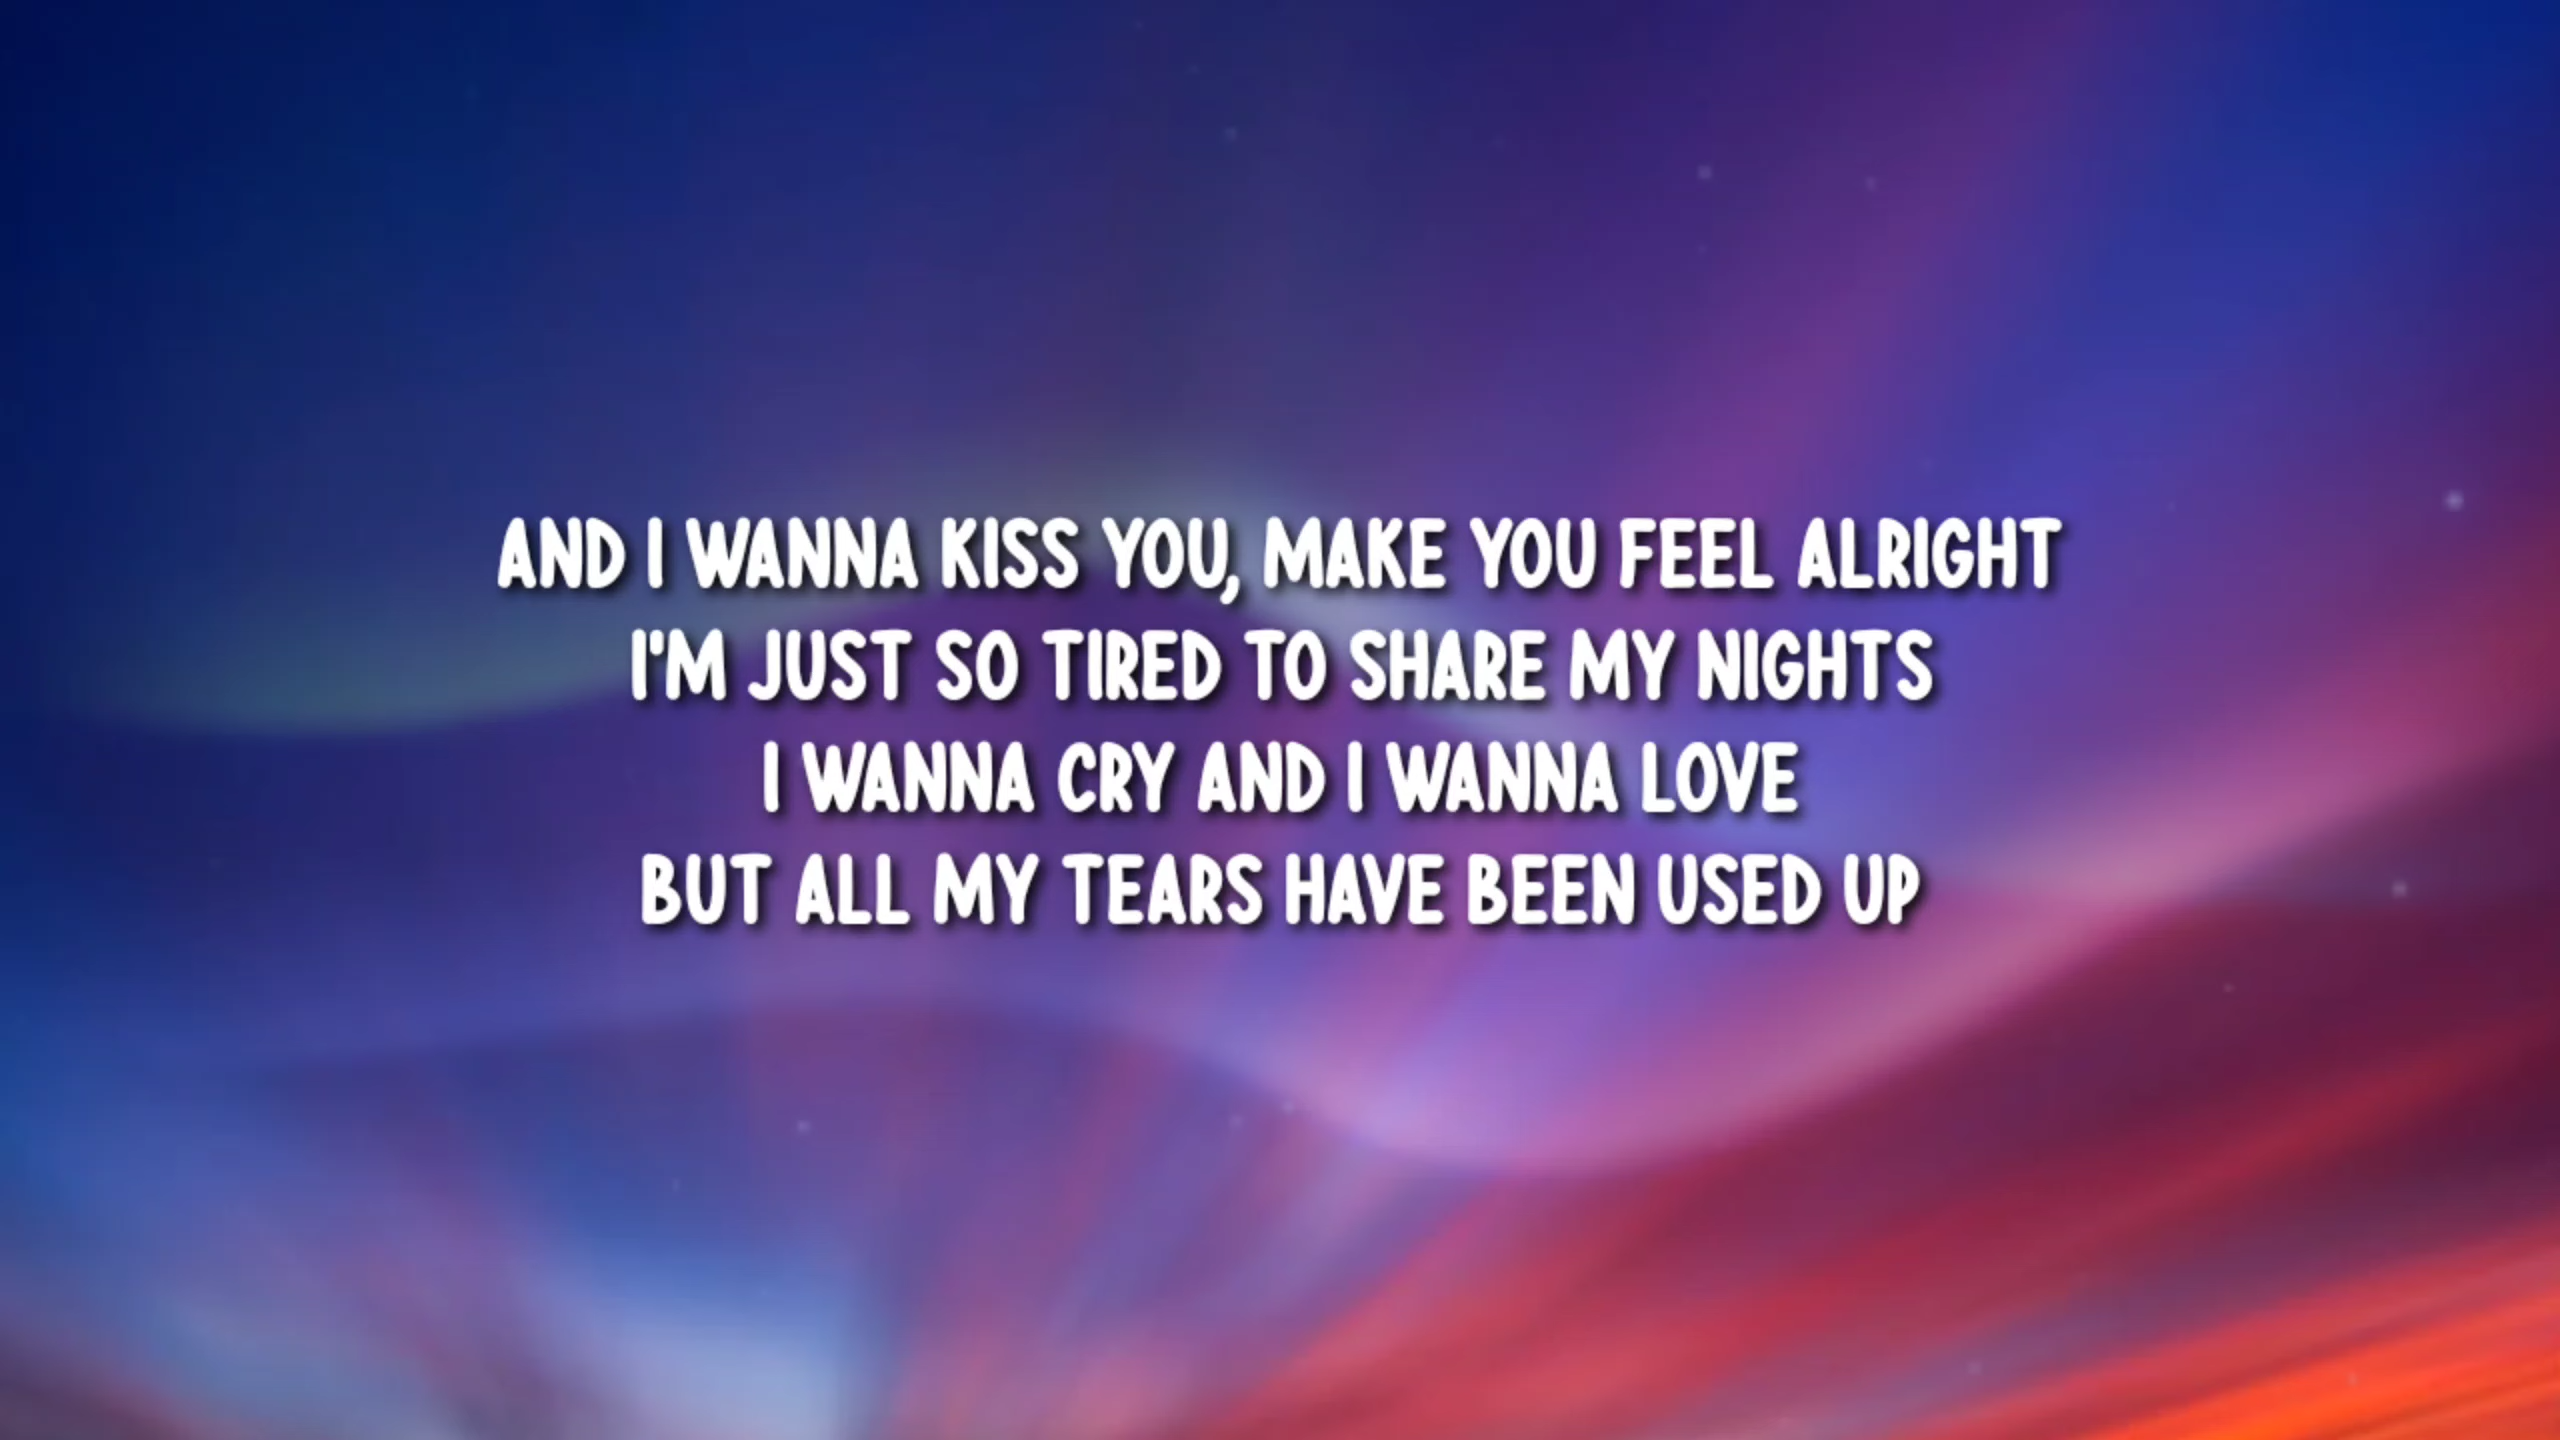 AND I WANNA KISS YOU, MAKE YOU FEEL ALRIGHT
I'M JUST SO TIRED TO SHARE MY NIGHTS
I WANNA CRY AND I WANNA LOVE
BUT ALL MY TEARS HAVE BEEN USED UP